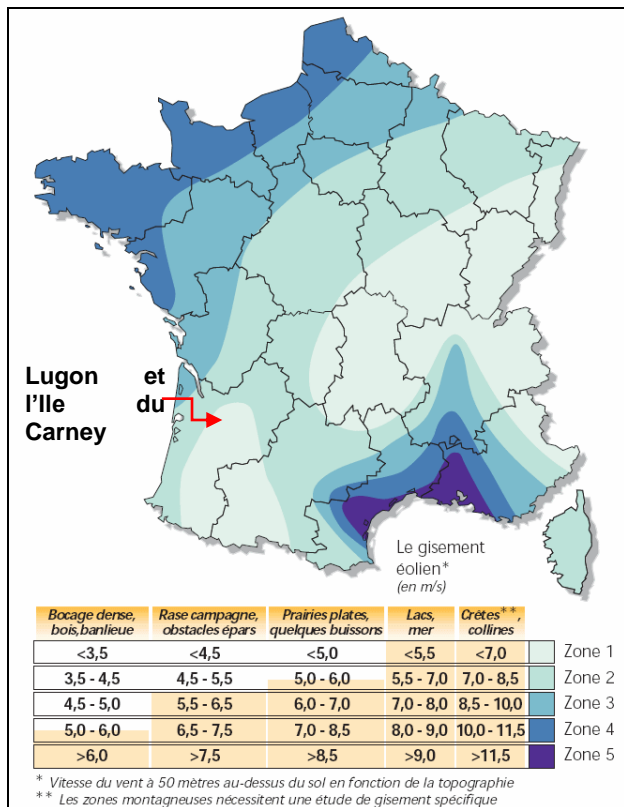 Lugon et
l'Ile du
Carney
Le gisement
éolien*
(en m/s)
Bocage dense, bois,banlieue Rase campagne, obstacles épars Prairies plates, quelques buissons Lacs, mer Crêtes**, collines
<3,5 <4,5 <5,0 <5,5 <7,0 Zone 1
3,5 - 4,5 4,5 - 5,5 5,0 - 6,0 5,5 - 7,0 7,0 - 8,5 Zone 2
4,5 - 5,0 5,5 - 6,5 6,0 - 7,0 7,0 - 8,0 8,5 - 10,0 Zone 3
5,0 - 6,0 6,5 - 7,5 7,0 - 8,5 8,0 - 9,0 10,0 - 11,5 Zone 4
>6,0 >7,5 >8,5 >9,0 >11,5 Zone 5
* Vitesse du vent à 50 mètres au-dessus du sol en fonction de la topographie
** Les zones montagneuses nécessitent une étude de gisement spécifique